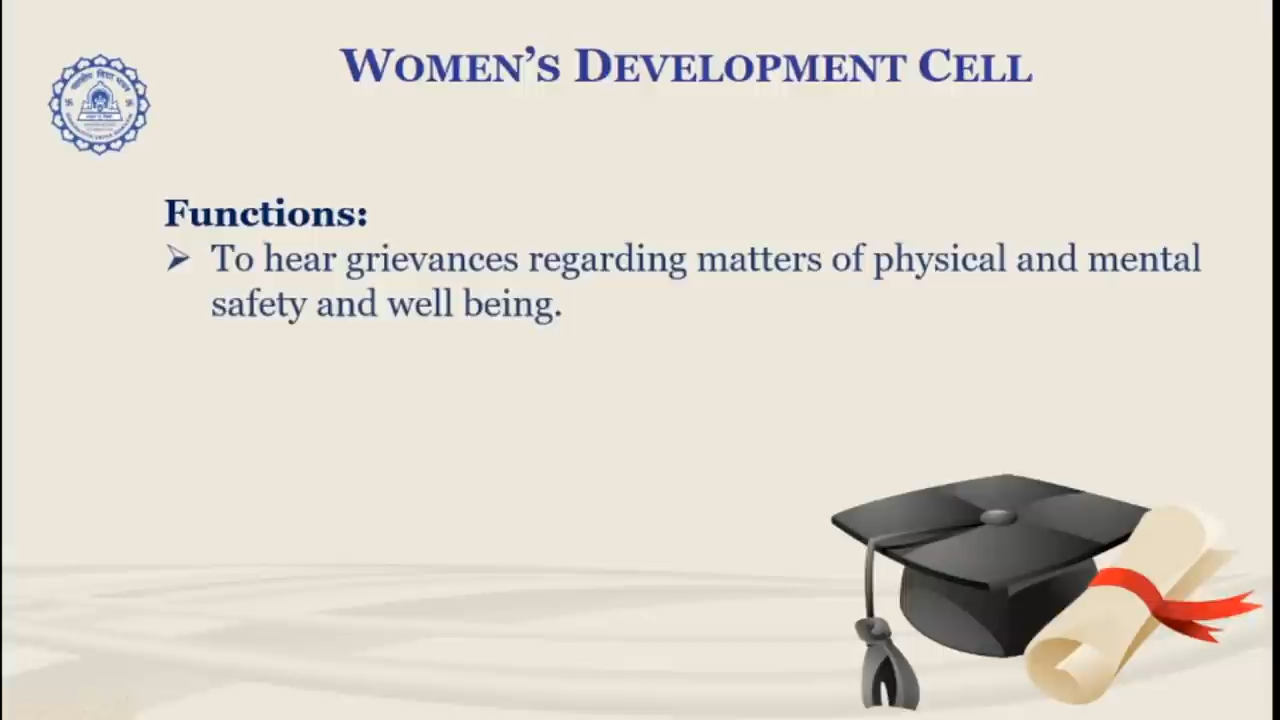 WOMEN'S DEVELOPMENT CELL
Functions:
➢ To hear grievances regarding matters of physical and mental
safety and well being.